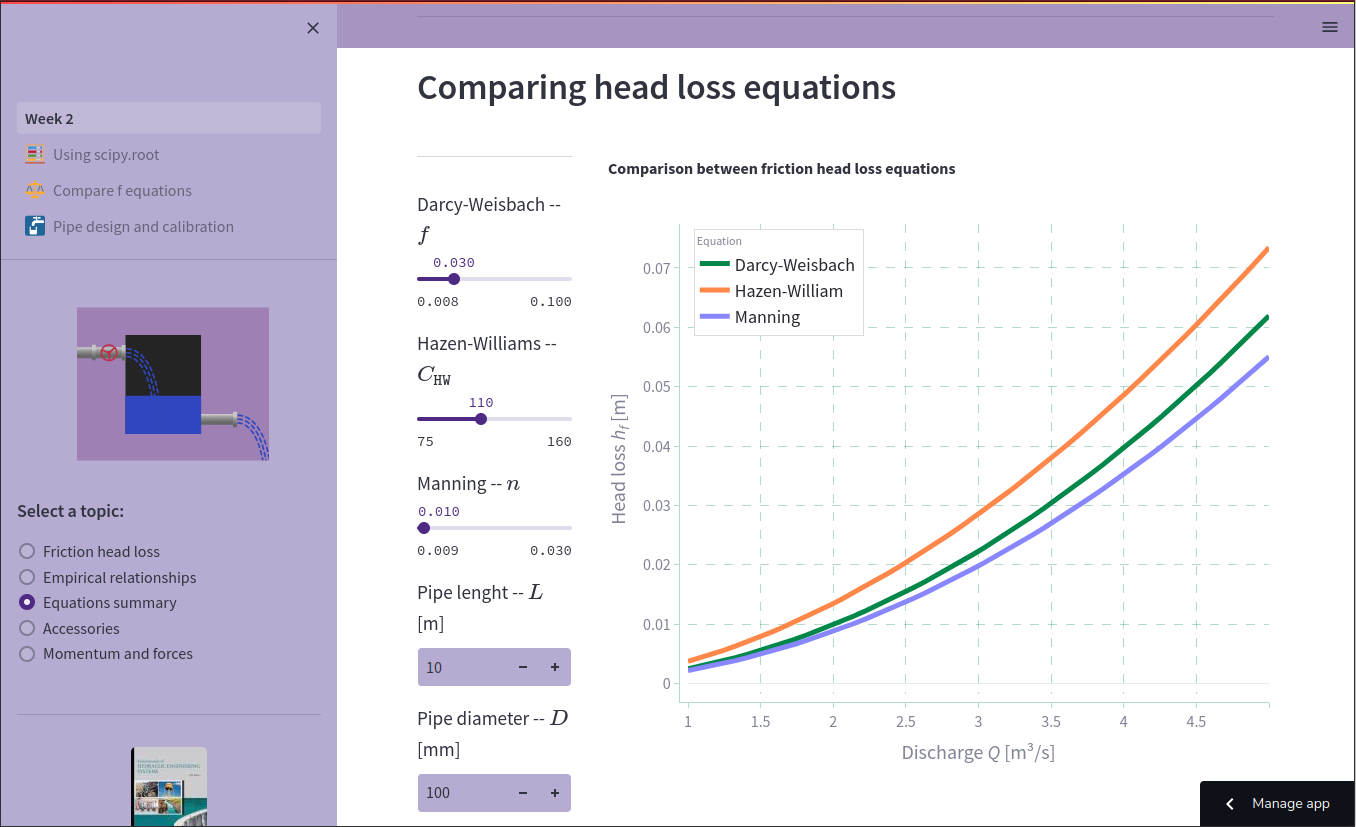 Week 2
Using scipy.root
Compare f equations
Pipe design and calibration
Select a topic:
Friction head loss
Empirical relationships
Equations summary
Accessories
Momentum and forces
HYDRAULIC ENGINEERING
SYSTEMS
Comparing head loss equations
Darcy-Weisbach --
f
0.030
0.008 0.100
Hazen-Williams --
C_HW
110
75 160
Manning -- n
0.010
0.009 0.030
Pipe lenght -- L
[m]
10 − +
Pipe diameter -- D
[mm]
100 − +
Comparison between friction head loss equations
Equation
Darcy-Weisbach
Hazen-William
Manning
0.07
0.06
0.05
0.04
0.03
0.02
0.01
0
Head loss h_f [m]
1 1.5 2 2.5 3 3.5 4 4.5
Discharge Q [m³/s]
Manage app